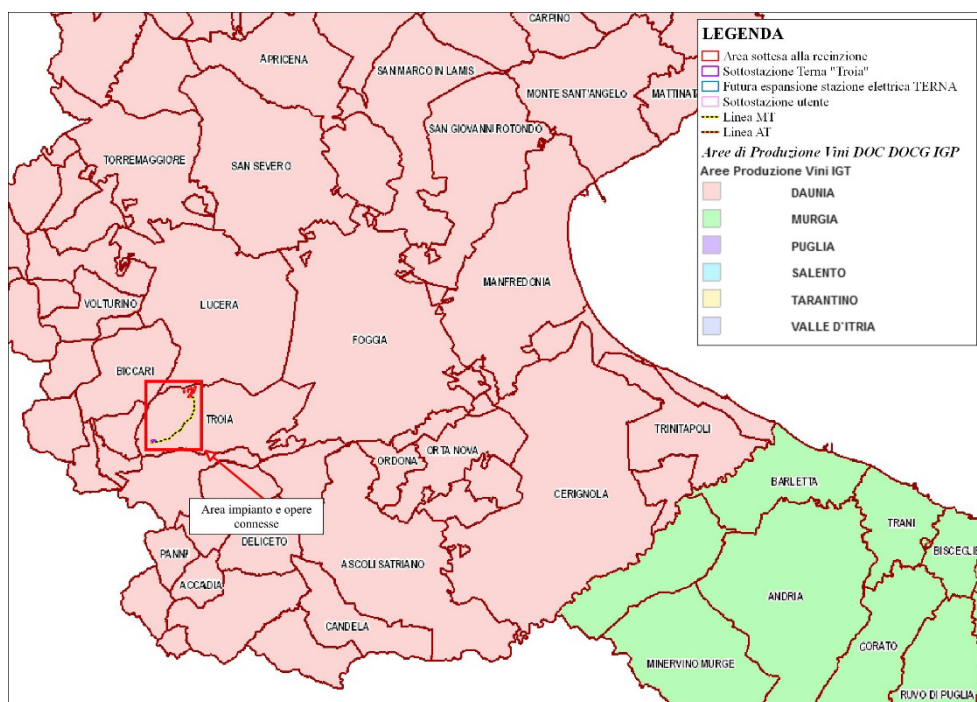 CARPINO
APRICENA
SAN MARCO IN LAMIS
MONTE SANT'ANGELO
MATTINAT
SAN GIOVANNI ROTONDO
TORREMAGGIORE
SAN SEVERO
MANFREDONIA
VOLTURINO
LUCERA
FOGGIA
BICCARI
TROIA
TRINITAPOLI
ORDONA
ORTA NOVA
CERIGNOLA
BARLETTA
TRANI
BISCEGLIE
Area impianto e opere
connesse
DELICETO
PANNI
ACCADIA
ASCOLI SATRIANO
ANDRIA
CANDELA
CORATO
MINERVINO MURGE
RUVO DI PUGLIA
LEGENDA
Area sottesa alla recinzione
Sottostazione Terna "Troia"
Futura espansione stazione elettrica TERNA
Sottostazione utente
Linea MT
Linea AT
Aree di Produzione Vini DOC DOCG IGP
Aree Produzione Vini IGT
DAUNIA
MURGIA
PUGLIA
SALENTO
TARANTINO
VALLE D'ITRIA